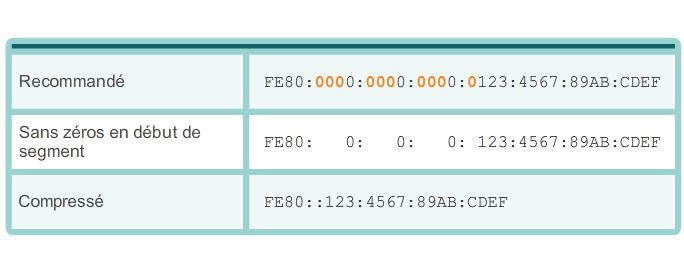 Recommandé FE80:0000:0000:0000:0123:4567:89AB:CDEF
Sans zéros en début de
segment FE80: 0: 0: 0: 123:4567:89AB:CDEF
Compressé FE80::123:4567:89AB:CDEF